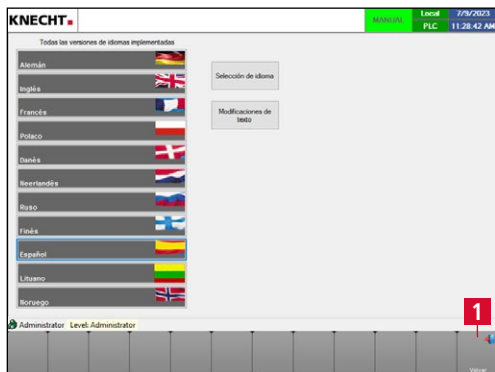 KNECHT
MANUAL
Local
PLC
7/9/2023
11:28:42 AM
Todas las versiones de idiomas implementadas
Alemán
Inglés
Francés
Polaco
Danés
Neerlandés
Ruso
Finés
Español
Lituano
Noruego
Selección de idioma
Modificaciones de
texto
Administrator Level: Administrator
1
Volver